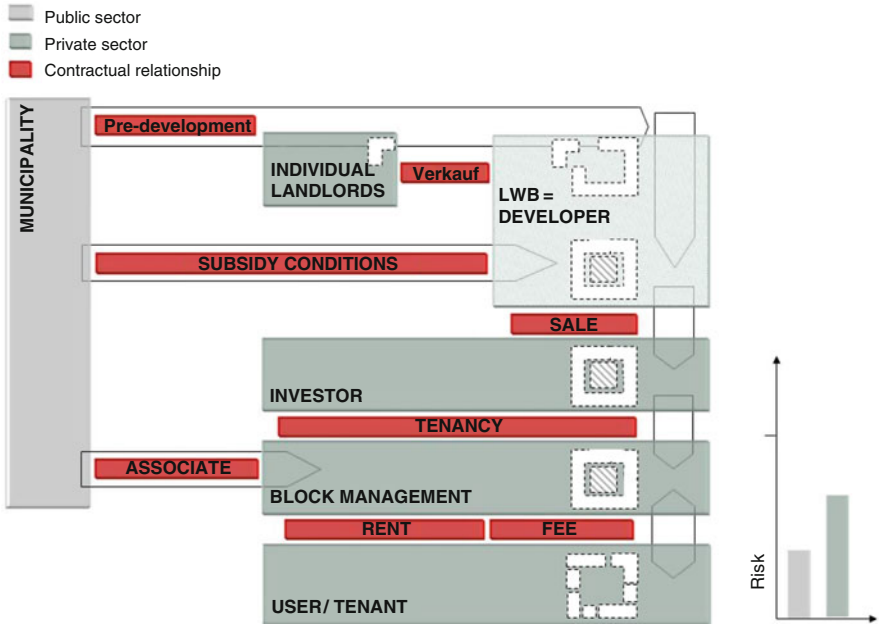 Public sector
Private sector
Contractual relationship
MUNICIPALITY
Pre-development
INDIVIDUAL
LANDLORDS
Verkauf
LWB =
DEVELOPER
SUBSIDY CONDITIONS
SALE
INVESTOR
TENANCY
ASSOCIATE
BLOCK MANAGEMENT
RENT
FEE
USER/ TENANT
Risk